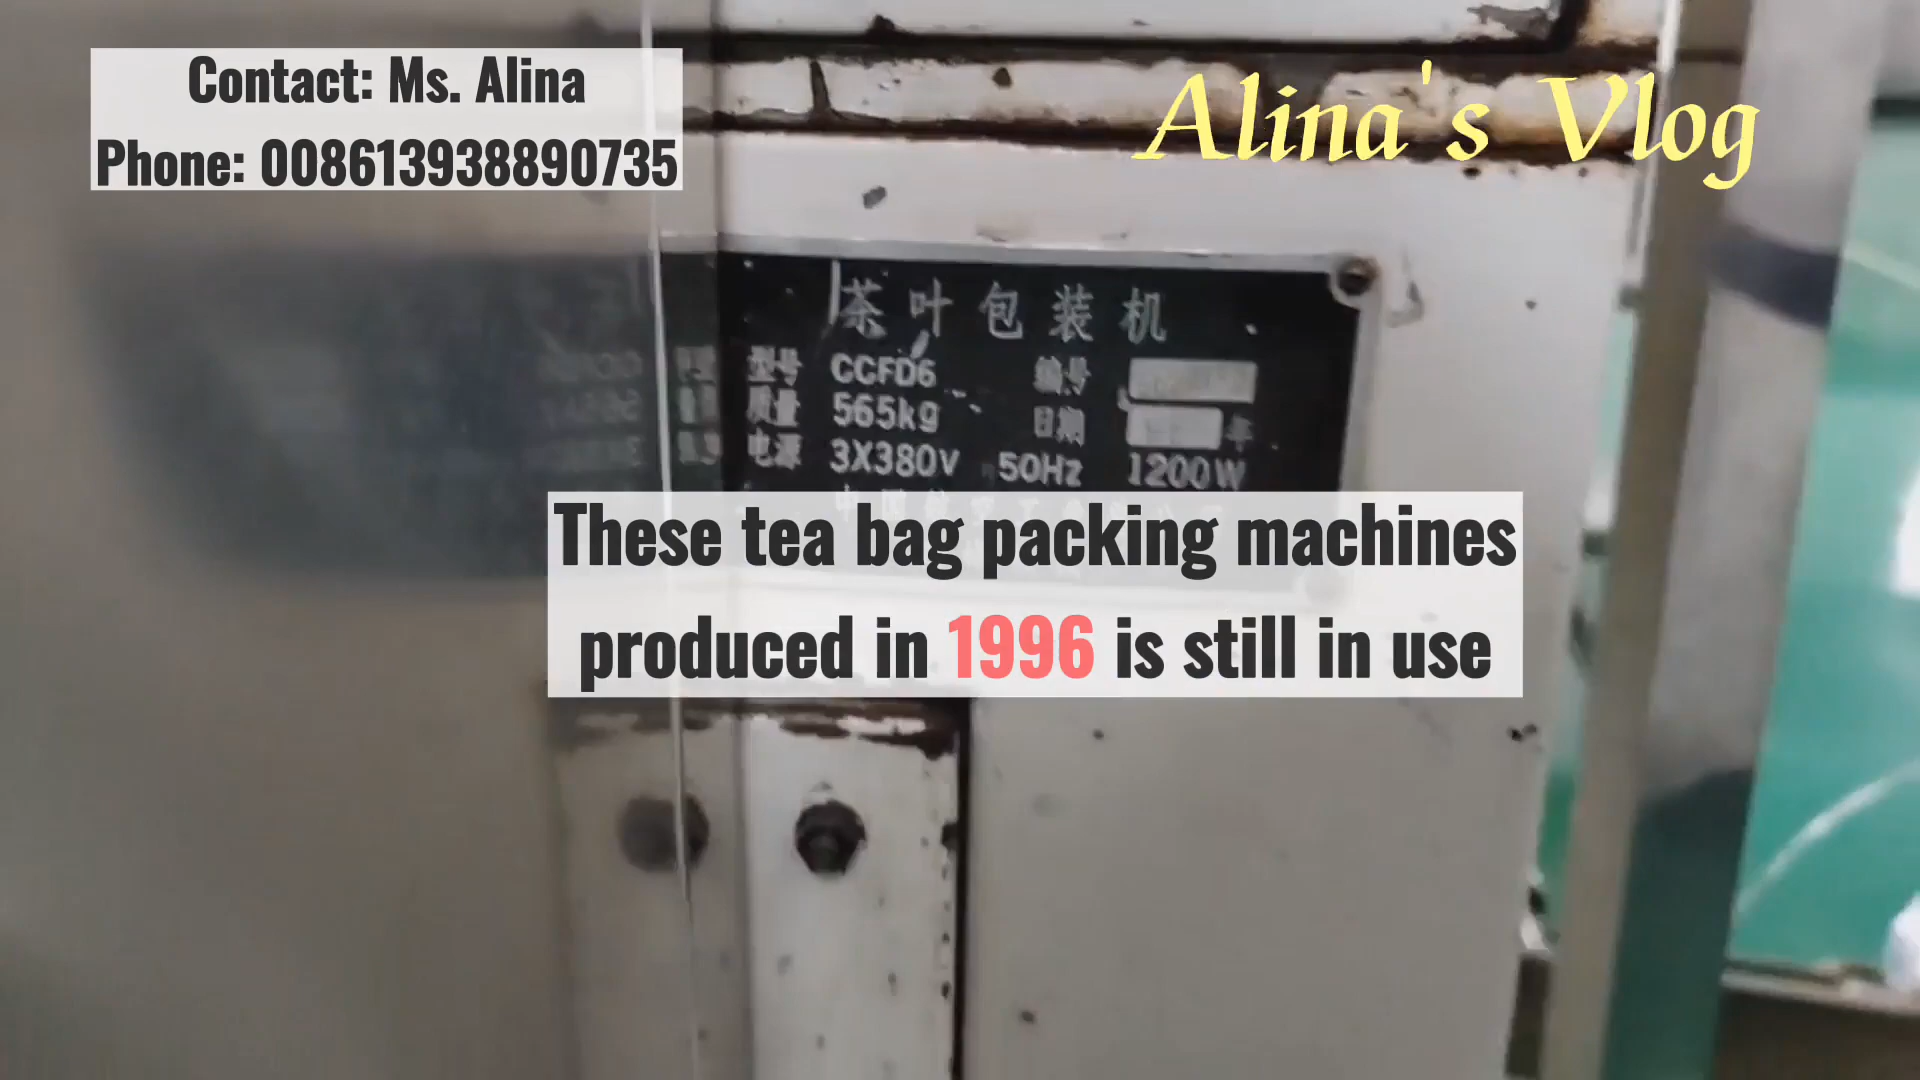 Contact: Ms. Alina
Phone: 008613938890735
Alina's Vlog
茶叶包装机
型号 CCFD6 编号
质量 565kg 日期 年
电源 3X380V 50Hz 1200W
These tea bag packing machines
produced in 1996 is still in use